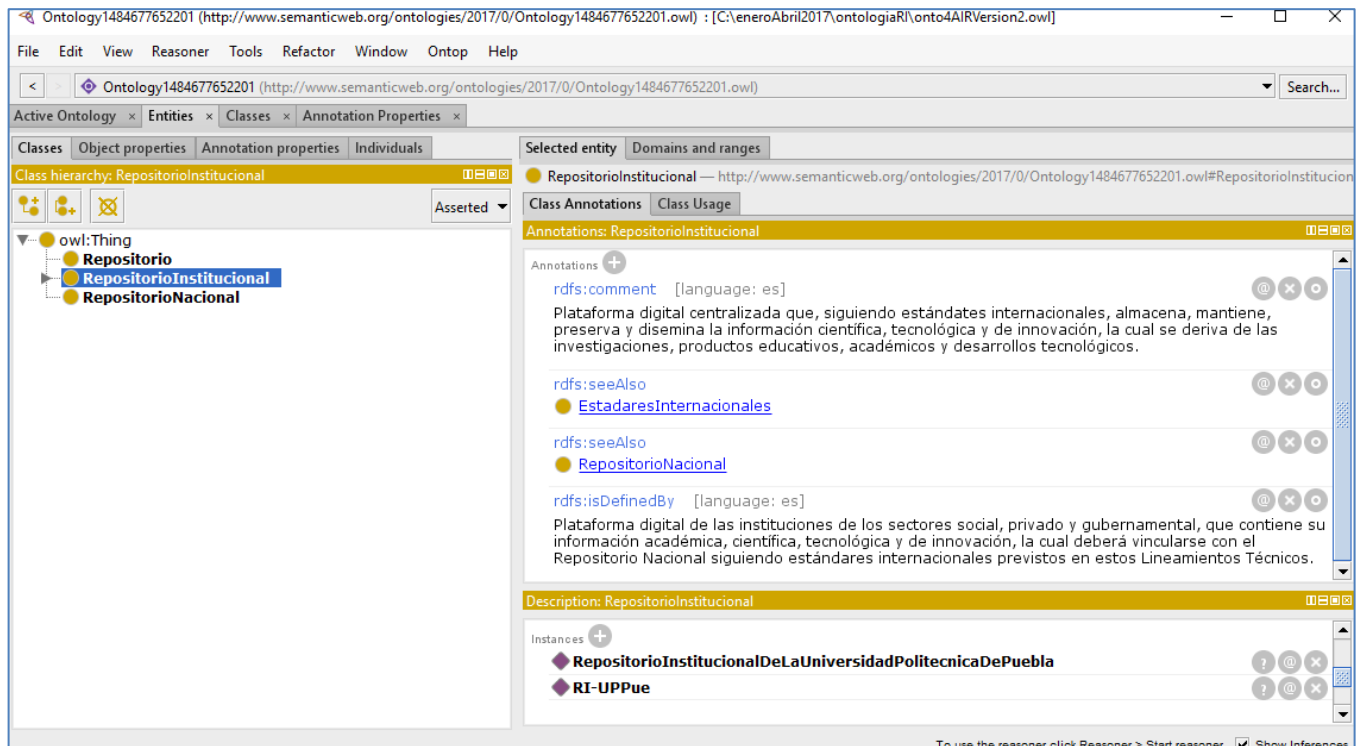 Ontology1484677652201 (http://www.semanticweb.org/ontologies/2017/0/Ontology1484677652201.owl) : [C:\eneroAbril2017\ontologiaRI\onto4AIRVersion2.owl]
File Edit View Reasoner Tools Refactor Window Ontop Help
< > Ontology1484677652201 (http://www.semanticweb.org/ontologies/2017/0/Ontology1484677652201.owl) Search...
Active Ontology × Entities × Classes × Annotation Properties ×
Classes Object properties Annotation properties Individuals
Class hierarchy: RepositorioInstitucional
Asserted
owl:Thing
Repositorio
RepositorioInstitucional
RepositorioNacional
Selected entity Domains and ranges
RepositorioInstitucional — http://www.semanticweb.org/ontologies/2017/0/Ontology1484677652201.owl#RepositorioInstitucion
Class Annotations Class Usage
Annotations: RepositorioInstitucional
Annotations
rdfs:comment [language: es]
Plataforma digital centralizada que, siguiendo estándates internacionales, almacena, mantiene,
preserva y disemina la información científica, tecnológica y de innovación, la cual se deriva de las
investigaciones, productos educativos, académicos y desarrollos tecnológicos.
rdfs:seeAlso
EstadaresInternacionales
rdfs:seeAlso
RepositorioNacional
rdfs:isDefinedBy [language: es]
Plataforma digital de las instituciones de los sectores social, privado y gubernamental, que contiene su
información académica, científica, tecnológica y de innovación, la cual deberá vincularse con el
Repositorio Nacional siguiendo estándares internacionales previstos en estos Lineamientos Técnicos.
Description: RepositorioInstitucional
Instances
RepositorioInstitucionalDeLaUniversidadPolitecnicaDePuebla
RI-UPPue
To use the reasoner click Reasoner > Start reasoner Show Inferences